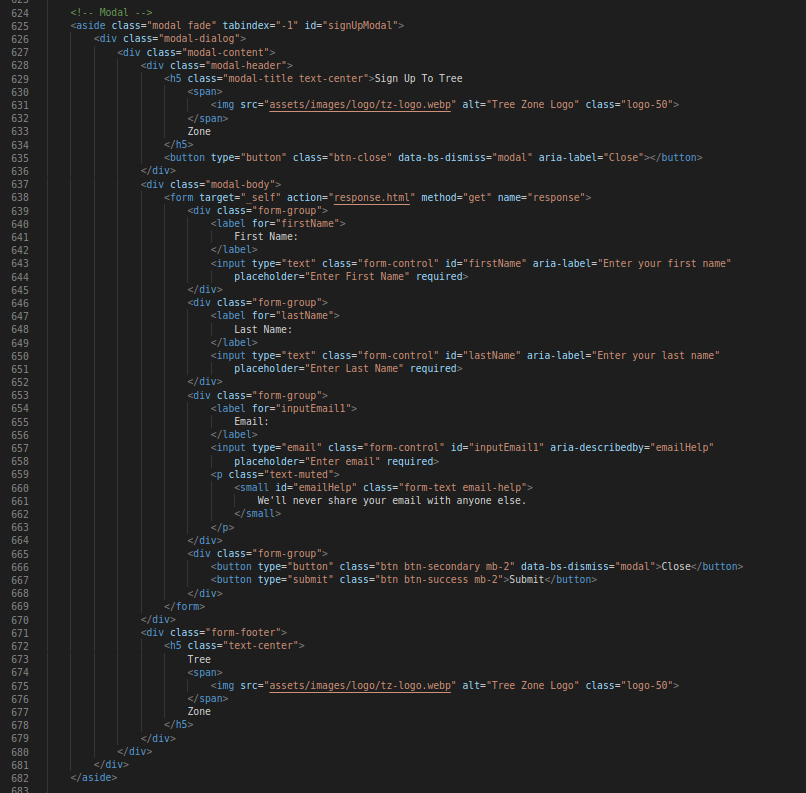 624 <!-- Modal -->
625 <aside class="modal fade" tabindex="-1" id="signUpModal">
626 <div class="modal-dialog">
627 <div class="modal-content">
628 <div class="modal-header">
629 <h5 class="modal-title text-center">Sign Up To Tree
630 <span>
631 <img src="assets/images/logo/tz-logo.webp" alt="Tree Zone Logo" class="logo-50">
632 </span>
633 Zone
634 </h5>
635 <button type="button" class="btn-close" data-bs-dismiss="modal" aria-label="Close"></button>
636 </div>
637 <div class="modal-body">
638 <form target="_self" action="response.html" method="get" name="response">
639 <div class="form-group">
640 <label for="firstName">
641 First Name:
642 </label>
643 <input type="text" class="form-control" id="firstName" aria-label="Enter your first name"
644 placeholder="Enter First Name" required>
645 </div>
646 <div class="form-group">
647 <label for="lastName">
648 Last Name:
649 </label>
650 <input type="text" class="form-control" id="lastName" aria-label="Enter your last name"
651 placeholder="Enter Last Name" required>
652 </div>
653 <div class="form-group">
654 <label for="inputEmail1">
655 Email:
656 </label>
657 <input type="email" class="form-control" id="inputEmail1" aria-describedby="emailHelp"
658 placeholder="Enter email" required>
659 <p class="text-muted">
660 <small id="emailHelp" class="form-text email-help">
661 We'll never share your email with anyone else.
662 </small>
663 </p>
664 </div>
665 <div class="form-group">
666 <button type="button" class="btn btn-secondary mb-2" data-bs-dismiss="modal">Close</button>
667 <button type="submit" class="btn btn-success mb-2">Submit</button>
668 </div>
669 </form>
670 </div>
671 <div class="form-footer">
672 <h5 class="text-center">
673 Tree
674 <span>
675 <img src="assets/images/logo/tz-logo.webp" alt="Tree Zone Logo" class="logo-50">
676 </span>
677 Zone
678 </h5>
679 </div>
680 </div>
681 </div>
682 </aside>
683